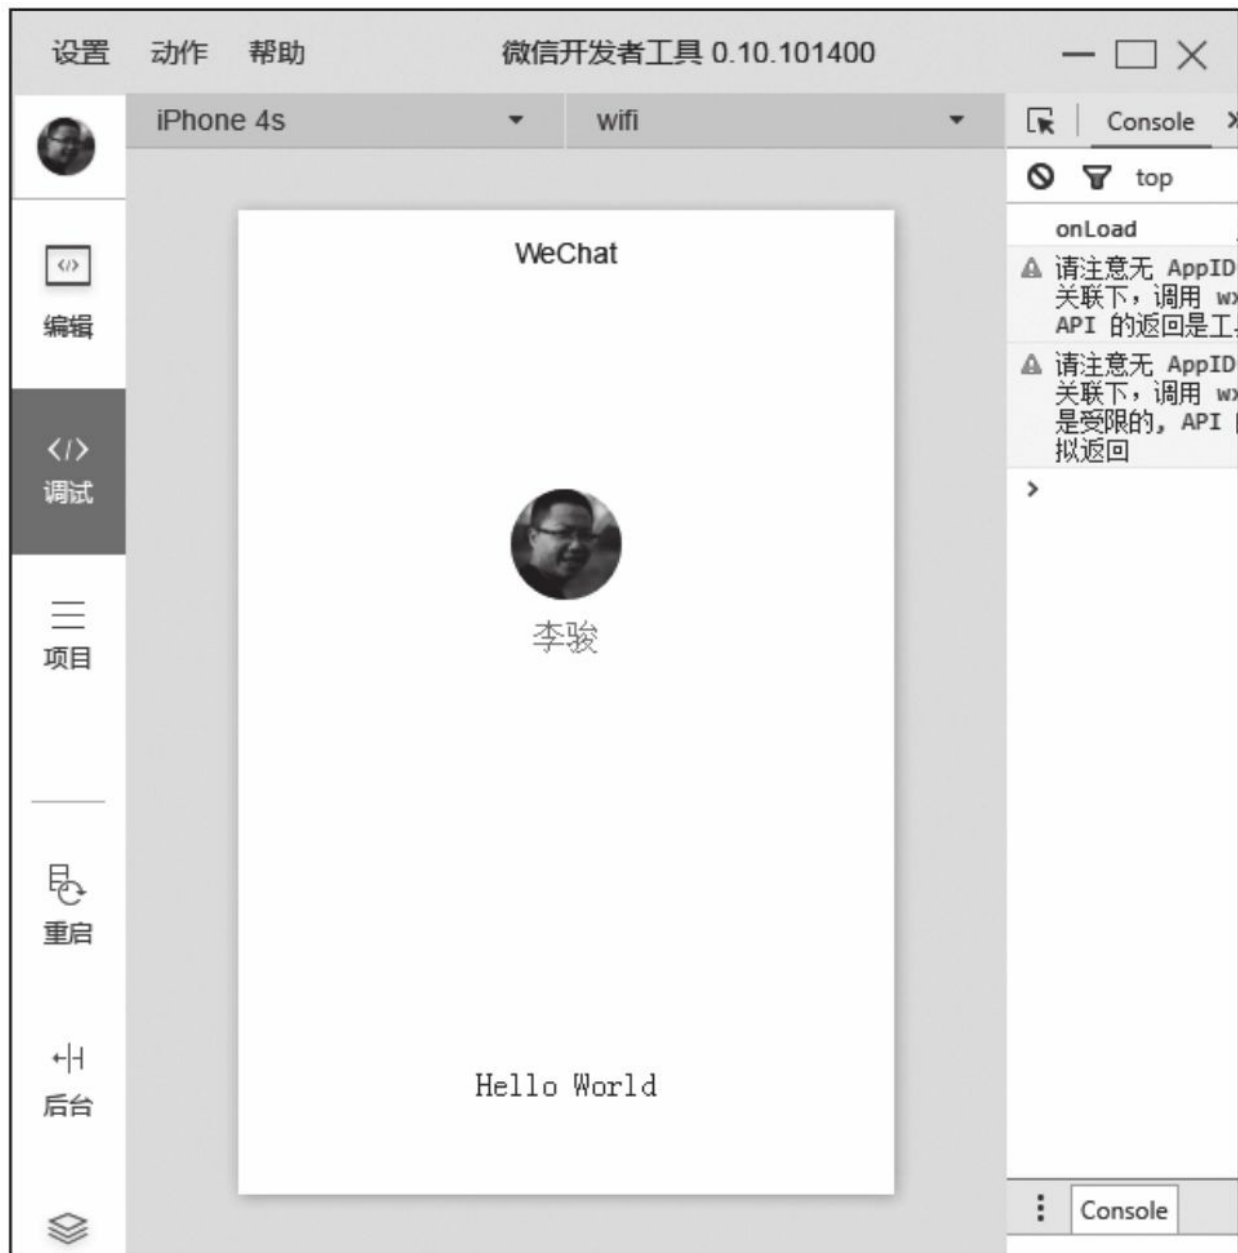 设置 动作 帮助 微信开发者工具 0.10.101400
iPhone 4s wifi Console
top
编辑
调试
项目
重启
后台
WeChat
李骏
Hello World
onLoad
请注意无 AppID
关联下，调用
API 的返回是工
请注意无 AppID
关联下，调用
是受限的, API
拟返回
Console